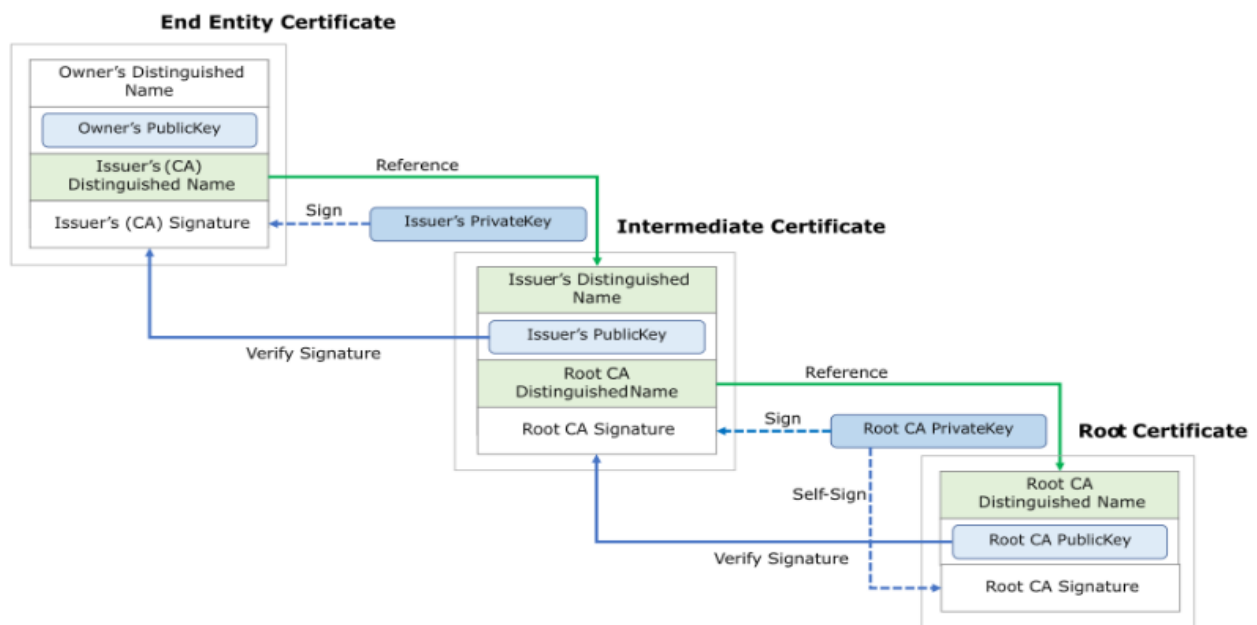 End Entity Certificate
Owner's Distinguished
Name
Owner's PublicKey
Issuer's (CA)
Distinguished Name
Issuer's (CA) Signature
Reference
Sign
Issuer's PrivateKey
Intermediate Certificate
Issuer's Distinguished
Name
Issuer's PublicKey
Verify Signature
Root CA
DistinguishedName
Root CA Signature
Reference
Sign
Root CA PrivateKey
Root Certificate
Self-Sign
Root CA
Distinguished Name
Root CA PublicKey
Verify Signature
Root CA Signature